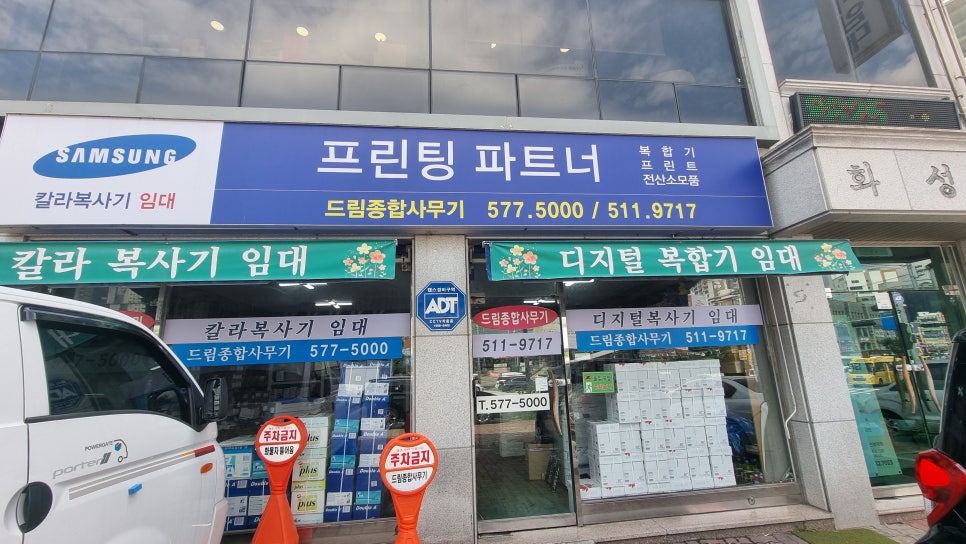 SAMSUNG
칼라복사기 임대
프린팅 파트너
복합기
프린트
전산소모품
드림종합사무기 577.5000 / 511.9717
화성
칼라 복사기 임대
디지털 복합기 임대
ADT
칼라복사기 임대
드림종합사무기 577-5000
드림종합사무기
511-9717
T.577-5000
디지털복사기 임대
드림종합사무기 511-9717
주차금지
주차금지
드림종합사무기
POWERGATE
porter II
Double A
plus
plus